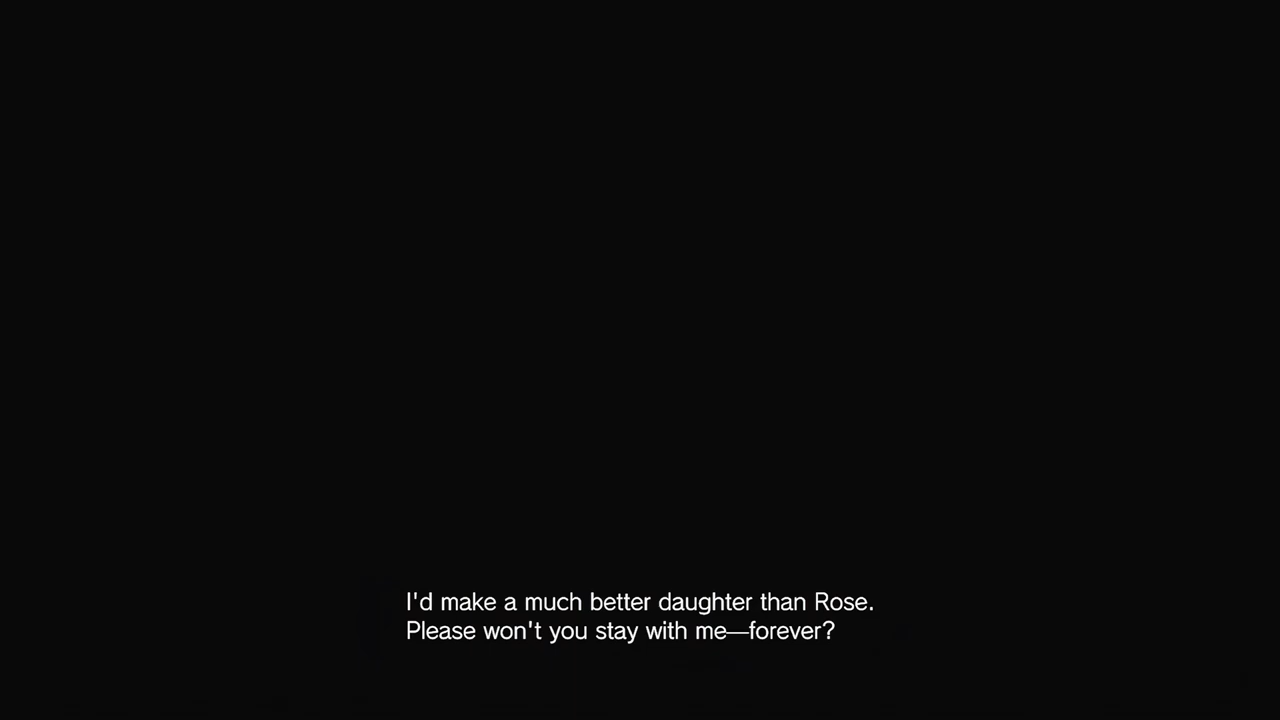 I'd make a much better daughter than Rose.
Please won't you stay with me—forever?